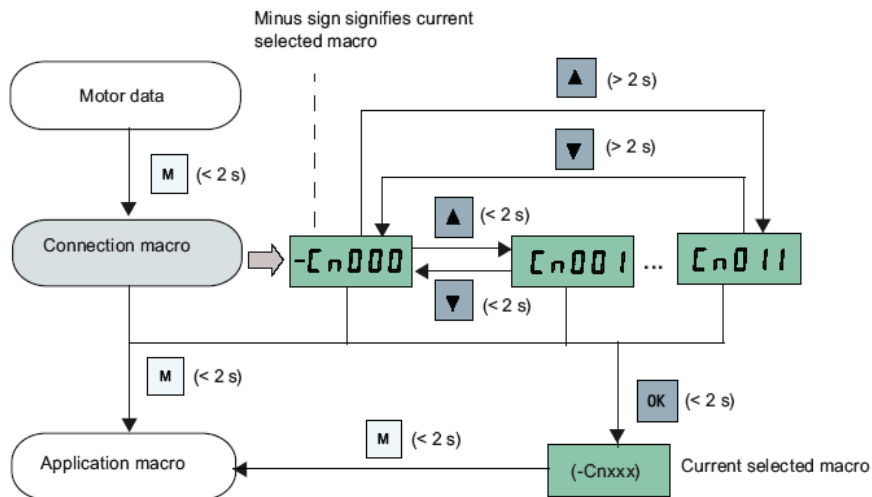 Minus sign signifies current
selected macro
Motor data
▲ (> 2 s)
▼ (> 2 s)
M (< 2 s)
▲ (< 2 s)
Connection macro
-Cn000
Cn001 ... Cn011
▼ (< 2 s)
M (< 2 s)
OK (< 2 s)
M (< 2 s)
Application macro
(-Cnxxx)
Current selected macro